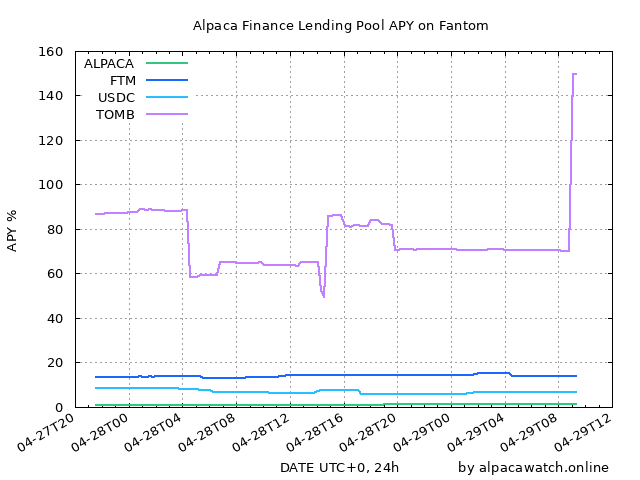 Alpaca Finance Lending Pool APY on Fantom
160
140
120
100
80
60
40
20
0
APY %
ALPACA
FTM
USDC
TOMB
04-27T20
04-28T00
04-28T04
04-28T08
04-28T12
04-28T16
04-28T20
04-29T00
04-29T04
04-29T08
04-29T12
DATE UTC+0, 24h
by alpacawatch.online